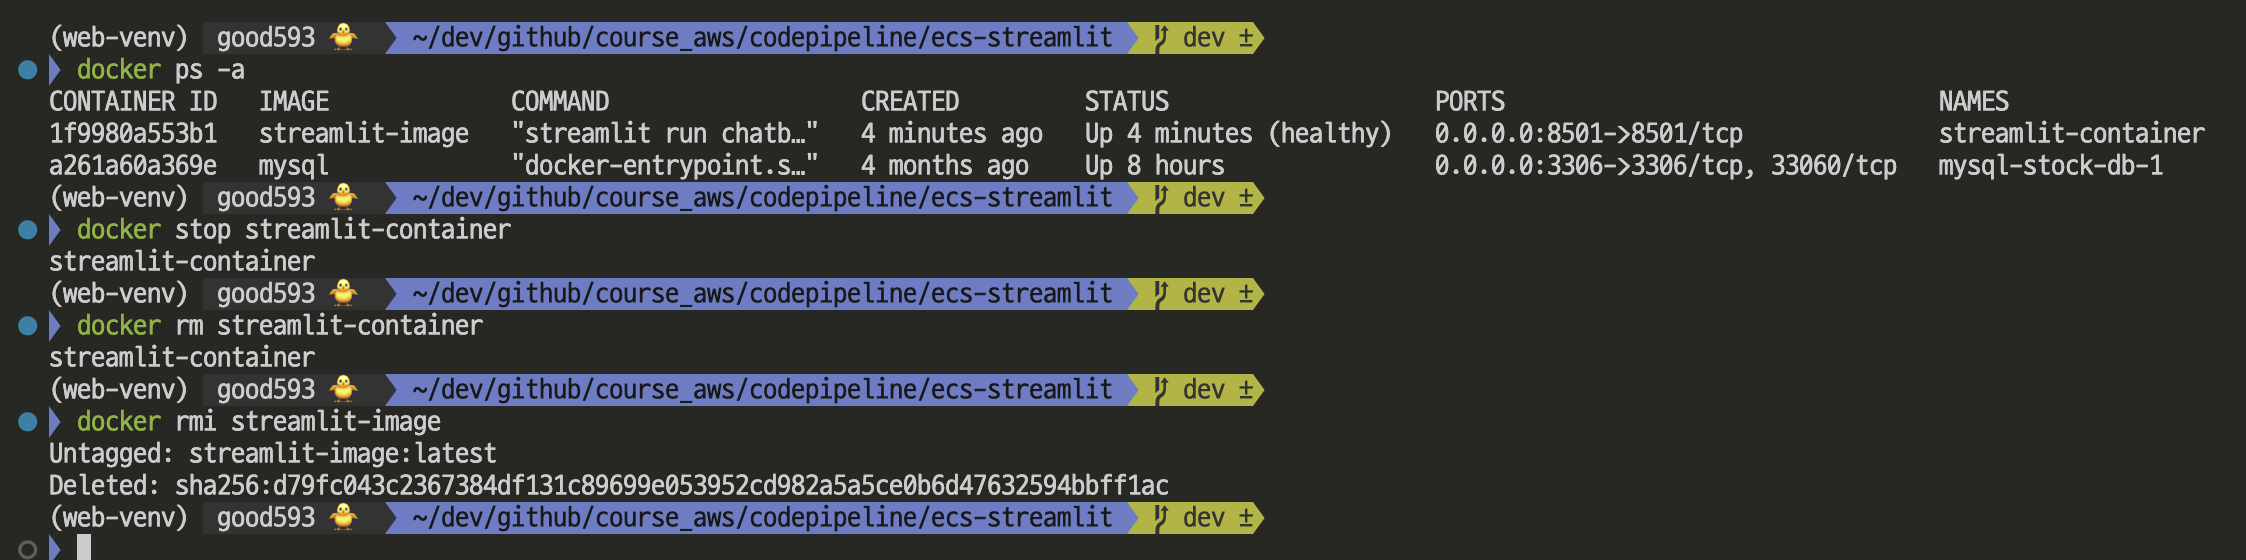 (web-venv) good593 🐥 ~/dev/github/course_aws/codepipeline/ecs-streamlit dev ±
docker ps -a
CONTAINER ID IMAGE COMMAND CREATED STATUS PORTS NAMES
1f9980a553b1 streamlit-image "streamlit run chatb…" 4 minutes ago Up 4 minutes (healthy) 0.0.0.0:8501->8501/tcp streamlit-container
a261a60a369e mysql "docker-entrypoint.s…" 4 months ago Up 8 hours 0.0.0.0:3306->3306/tcp, 33060/tcp mysql-stock-db-1
(web-venv) good593 🐥 ~/dev/github/course_aws/codepipeline/ecs-streamlit dev ±
docker stop streamlit-container
streamlit-container
(web-venv) good593 🐥 ~/dev/github/course_aws/codepipeline/ecs-streamlit dev ±
docker rm streamlit-container
streamlit-container
(web-venv) good593 🐥 ~/dev/github/course_aws/codepipeline/ecs-streamlit dev ±
docker rmi streamlit-image
Untagged: streamlit-image:latest
Deleted: sha256:d79fc043c2367384df131c89699e053952cd982a5a5ce0b6d47632594bbff1ac
(web-venv) good593 🐥 ~/dev/github/course_aws/codepipeline/ecs-streamlit dev ±